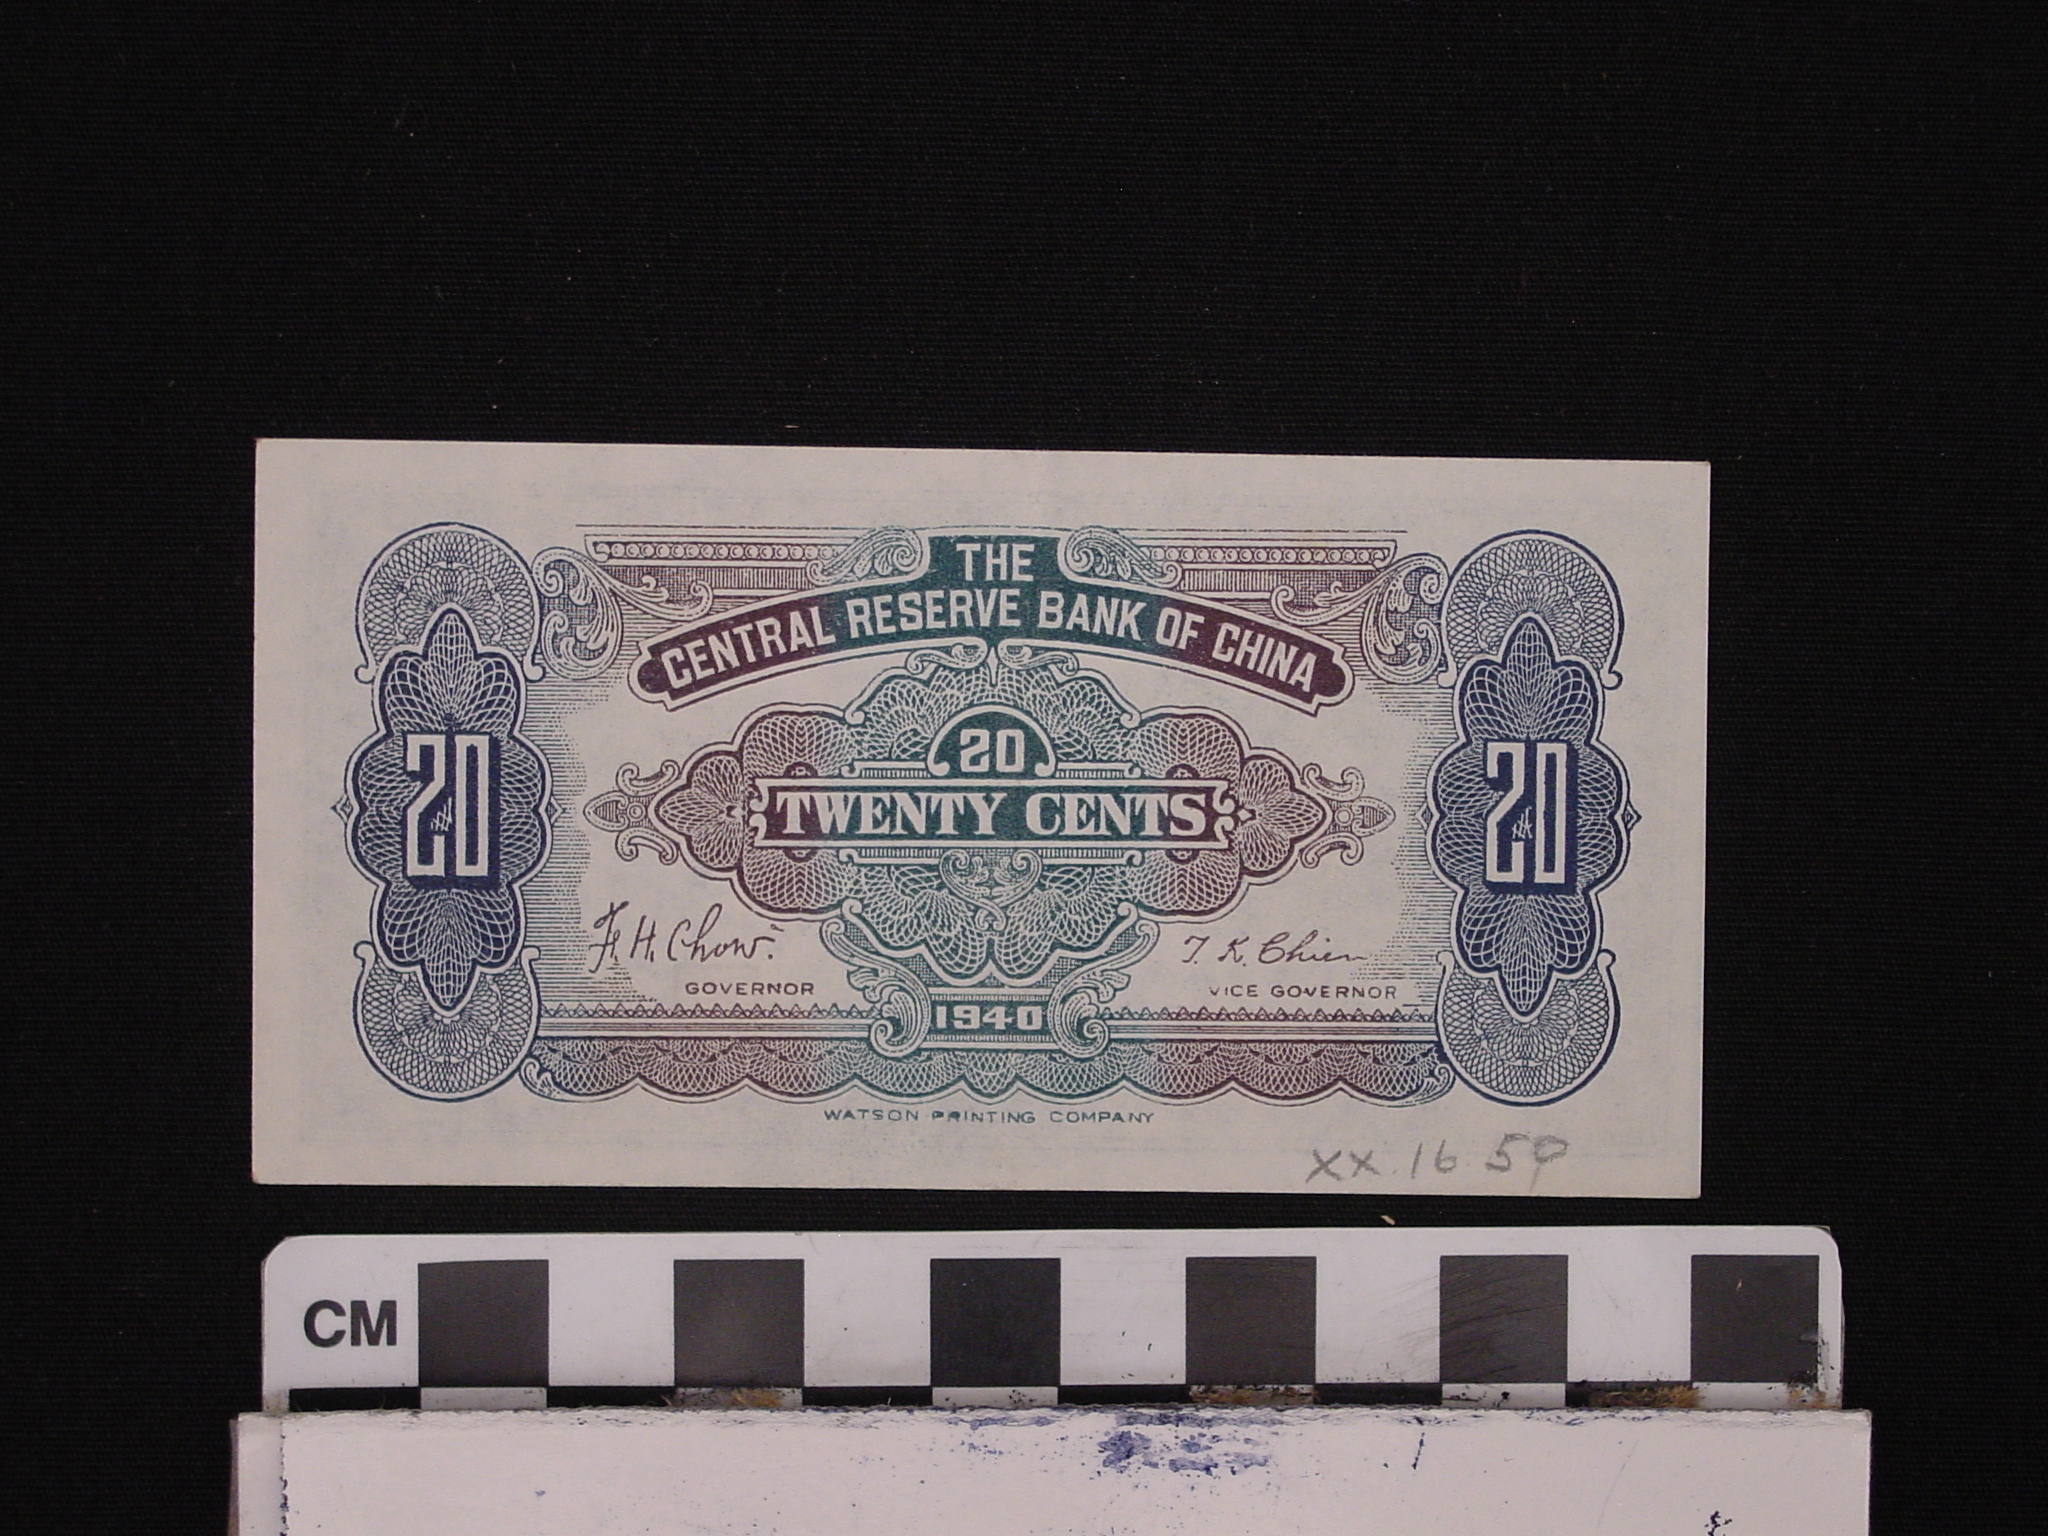 THE
CENTRAL RESERVE BANK OF CHINA
20
20
TWENTY CENTS
20
F. H. Chow.
T. K. Chien
GOVERNOR
VICE GOVERNOR
1940
WATSON PRINTING COMPANY
XX.16 59
CM